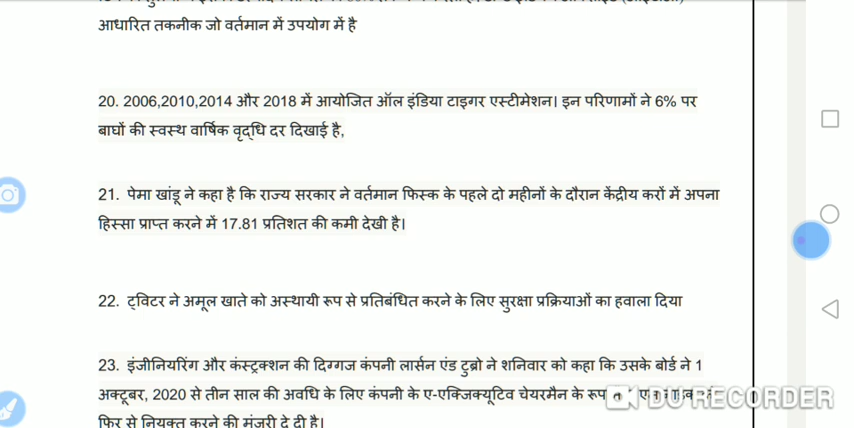 आधारित तकनीक जो वर्तमान में उपयोग में है
20. 2006,2010,2014 और 2018 में आयोजित ऑल इंडिया टाइगर एस्टीमेशन। इन परिणामों ने 6% पर
बाघों की स्वस्थ वार्षिक वृद्धि दर दिखाई है,
21. पेमा खांडू ने कहा है कि राज्य सरकार ने वर्तमान फिस्क के पहले दो महीनों के दौरान केंद्रीय करों में अपना
हिस्सा प्राप्त करने में 17.81 प्रतिशत की कमी देखी है।
22. ट्विटर ने अमूल खाते को अस्थायी रूप से प्रतिबंधित करने के लिए सुरक्षा प्रक्रियाओं का हवाला दिया
23. इंजीनियरिंग और कंस्ट्रक्शन की दिग्गज कंपनी लार्सन एंड टुब्रो ने शनिवार को कहा कि उसके बोर्ड ने 1
अक्टूबर, 2020 से तीन साल की अवधि के लिए कंपनी के ए-एक्जिक्यूटिव चेयरमैन के रूप
DU RECORDER
फिर से नियुक्त करने की मंजूरी दे दी है।